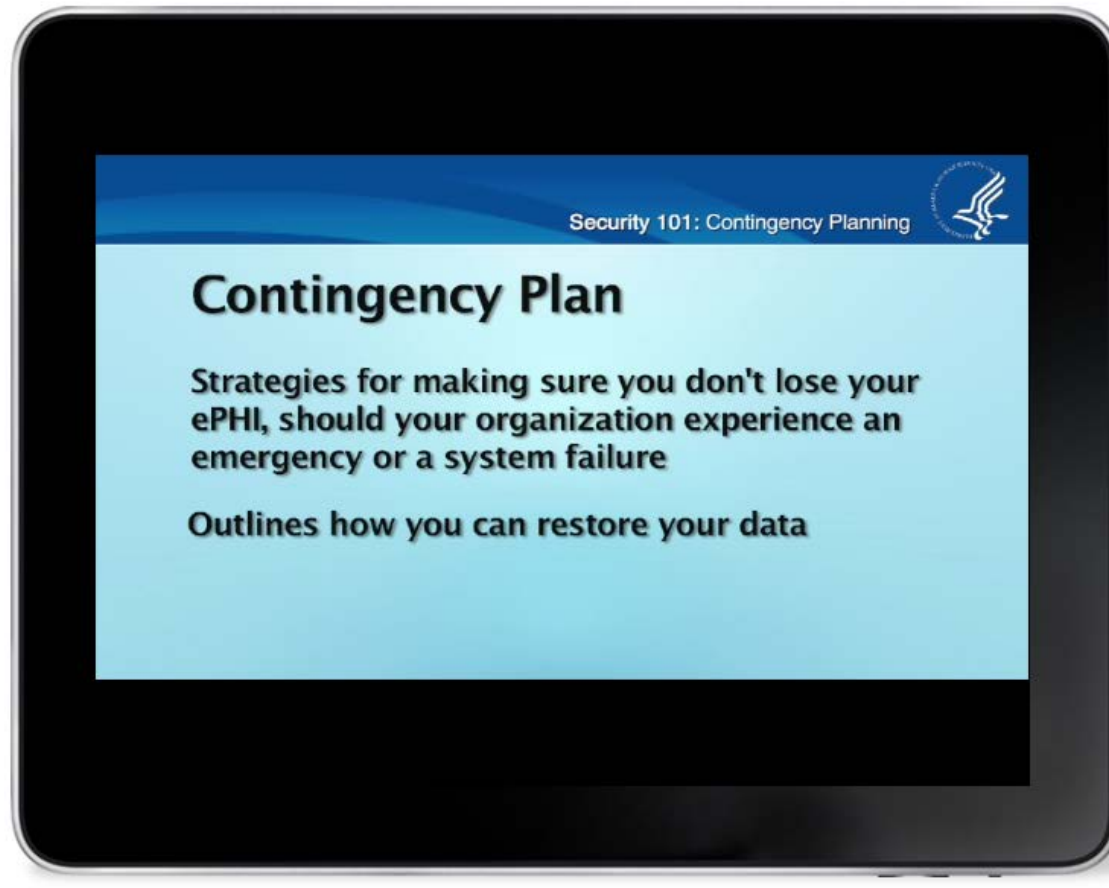 Security 101: Contingency Planning
Contingency Plan
Strategies for making sure you don't lose your
ePHI, should your organization experience an
emergency or a system failure
Outlines how you can restore your data